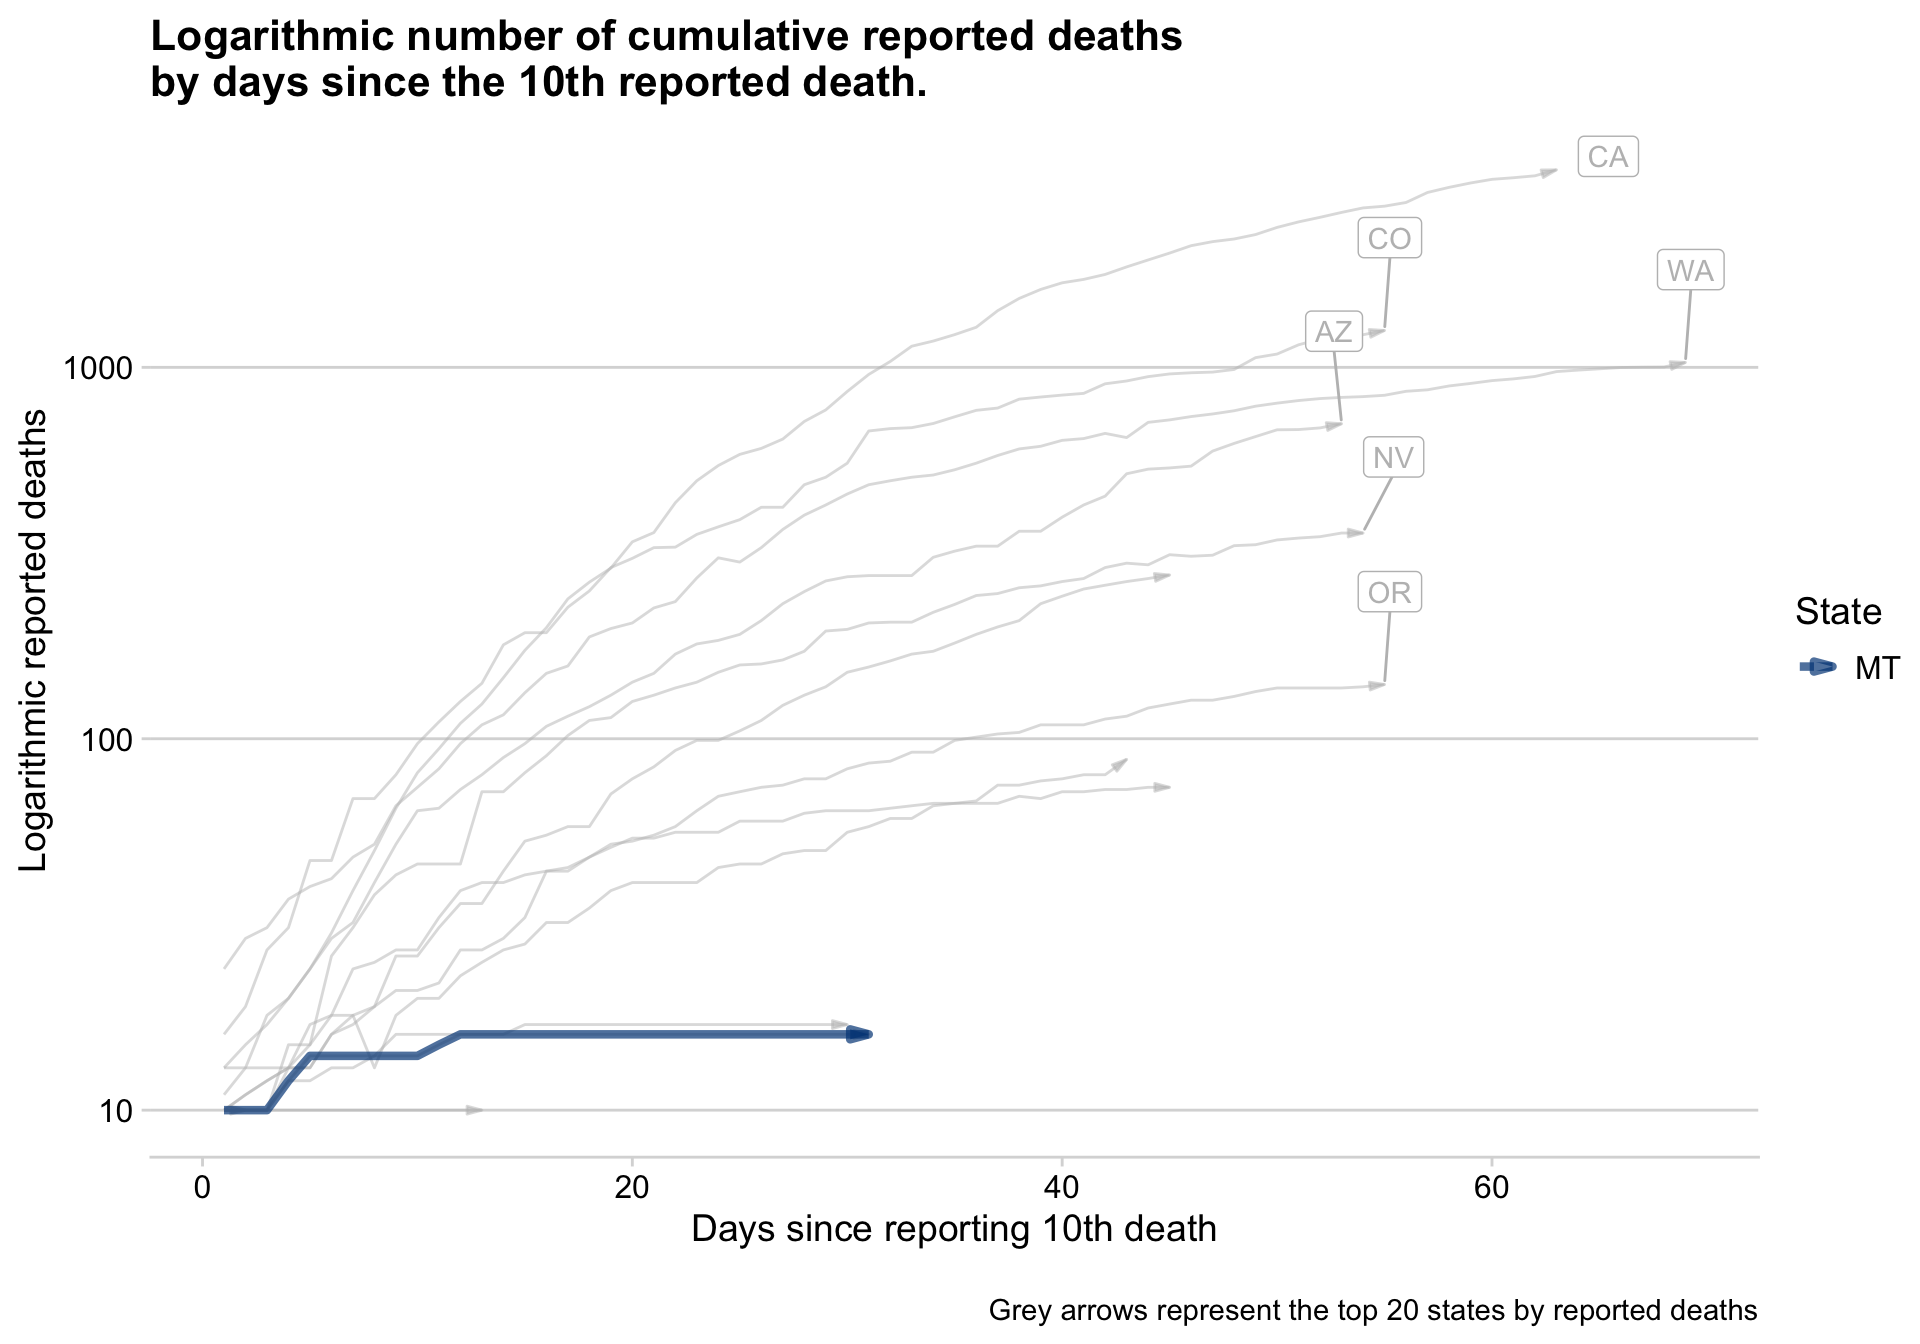 Logarithmic number of cumulative reported deaths
by days since the 10th reported death.
CA
CO
WA
AZ
1000
NV
OR
State
MT
100
10
Logarithmic reported deaths
0 20 40 60
Days since reporting 10th death
Grey arrows represent the top 20 states by reported deaths